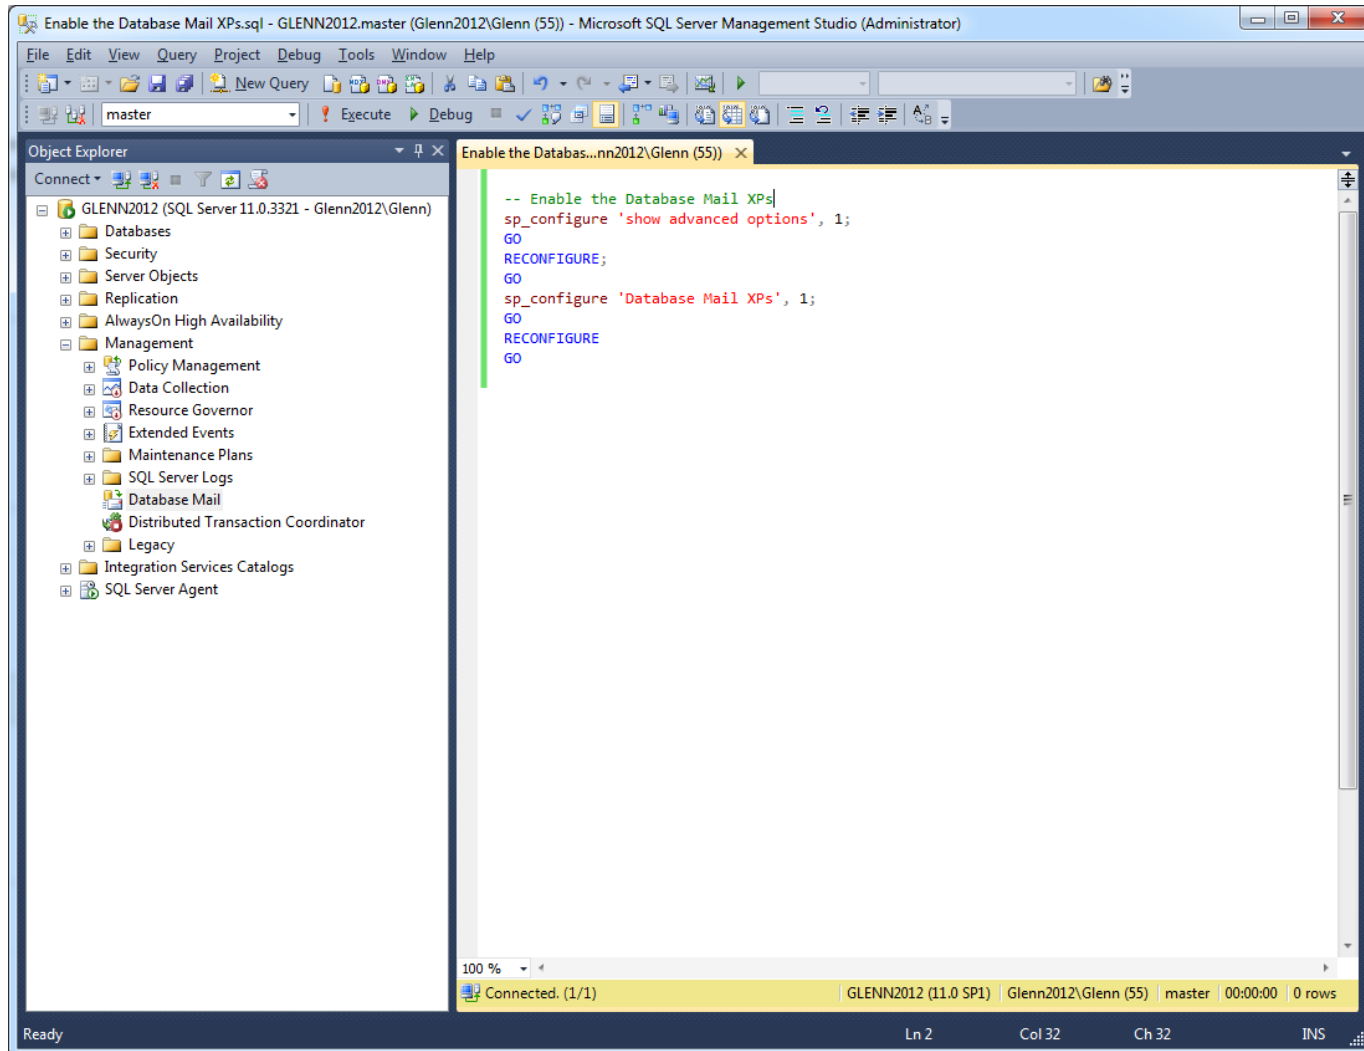 Enable the Database Mail XPs.sql - GLENN2012.master (Glenn2012\Glenn (55)) - Microsoft SQL Server Management Studio (Administrator)
File Edit View Query Project Debug Tools Window Help
New Query
master Execute Debug
Object Explorer
Connect
GLENN2012 (SQL Server 11.0.3321 - Glenn2012\Glenn)
Databases
Security
Server Objects
Replication
AlwaysOn High Availability
Management
Policy Management
Data Collection
Resource Governor
Extended Events
Maintenance Plans
SQL Server Logs
Database Mail
Distributed Transaction Coordinator
Legacy
Integration Services Catalogs
SQL Server Agent
Enable the Databas...nn2012\Glenn (55))
-- Enable the Database Mail XPs
sp_configure 'show advanced options', 1;
GO
RECONFIGURE;
GO
sp_configure 'Database Mail XPs', 1;
GO
RECONFIGURE
GO
100 %
Connected. (1/1) GLENN2012 (11.0 SP1) Glenn2012\Glenn (55) master 00:00:00 0 rows
Ready Ln 2 Col 32 Ch 32 INS